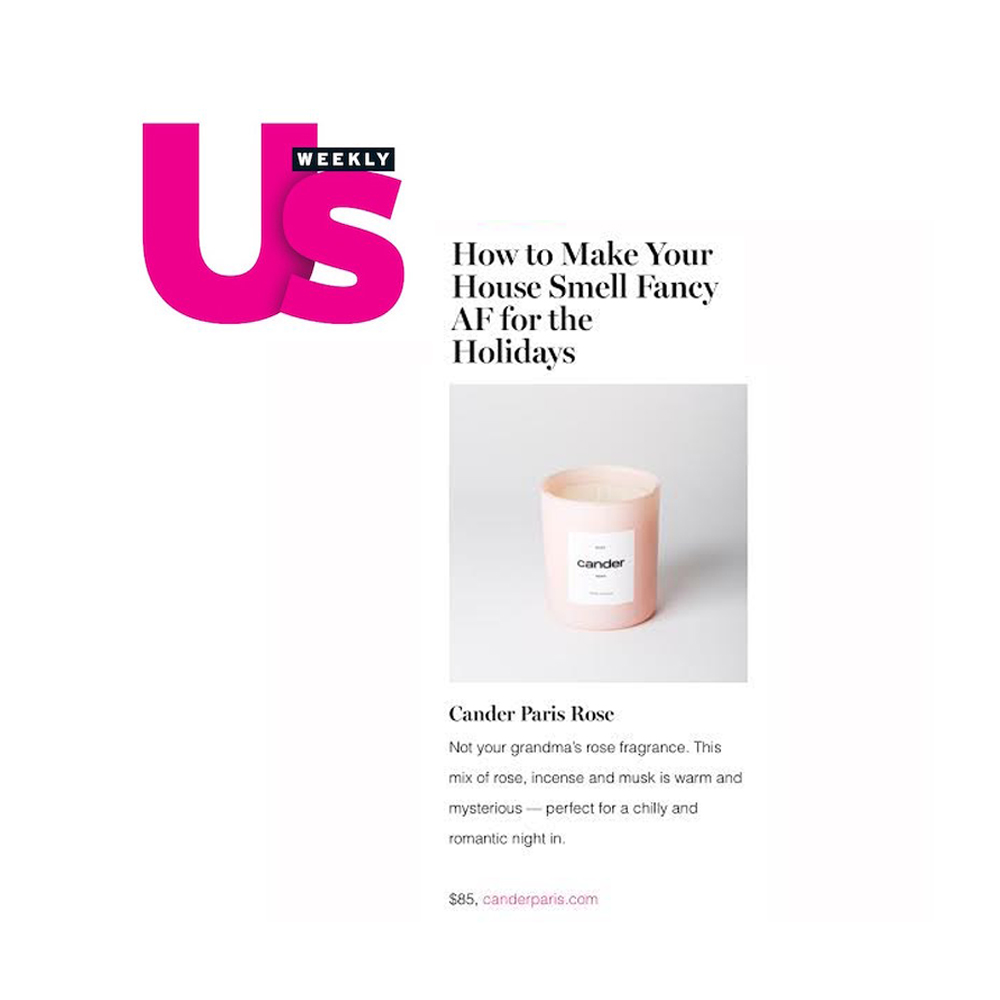 Us
WEEKLY
How to Make Your
House Smell Fancy
AF for the
Holidays
cander
Cander Paris Rose
Not your grandma's rose fragrance. This
mix of rose, incense and musk is warm and
mysterious — perfect for a chilly and
romantic night in.
$85, canderparis.com